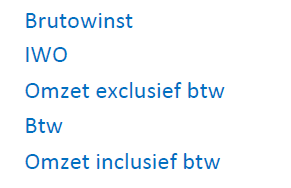 Brutowinst
IWO
Omzet exclusief btw
Btw
Omzet inclusief btw